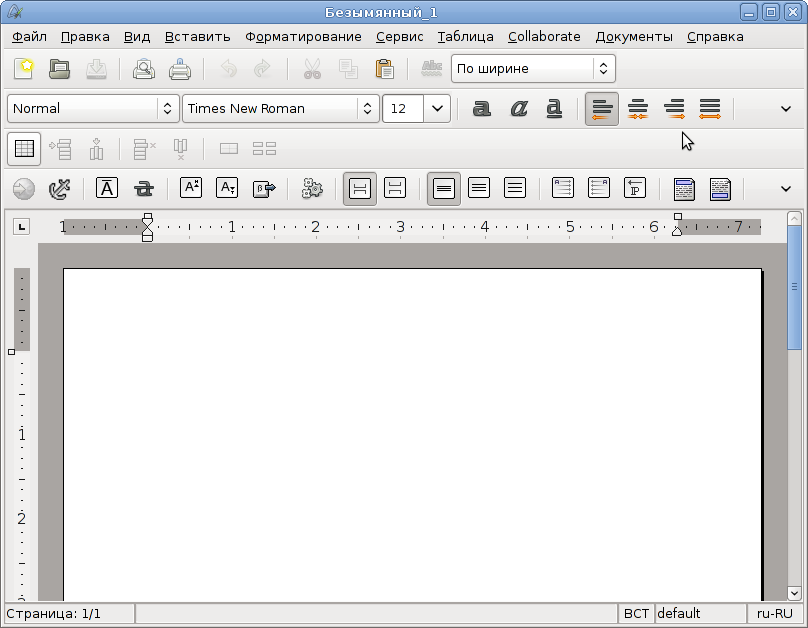 Безымянный_1
Файл Правка Вид Вставить Форматирование Сервис Таблица Collaborate Документы Справка
Abc По ширине
Normal Times New Roman 12 a a a
A a A A P
1 1 2 3 4 5 6 7
1
2
Страница: 1/1 ВСТ default ru-RU